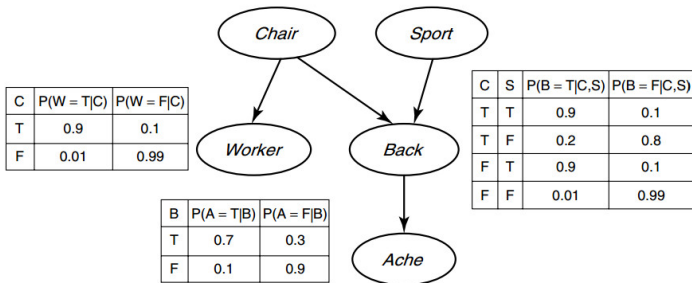 Chair
Sport
C P(W = T|C) P(W = F|C)
T 0.9 0.1
F 0.01 0.99
Worker
Back
C S P(B = T|C,S) P(B = F|C,S)
T T 0.9 0.1
T F 0.2 0.8
F T 0.9 0.1
F F 0.01 0.99
B P(A = T|B) P(A = F|B)
T 0.7 0.3
F 0.1 0.9
Ache